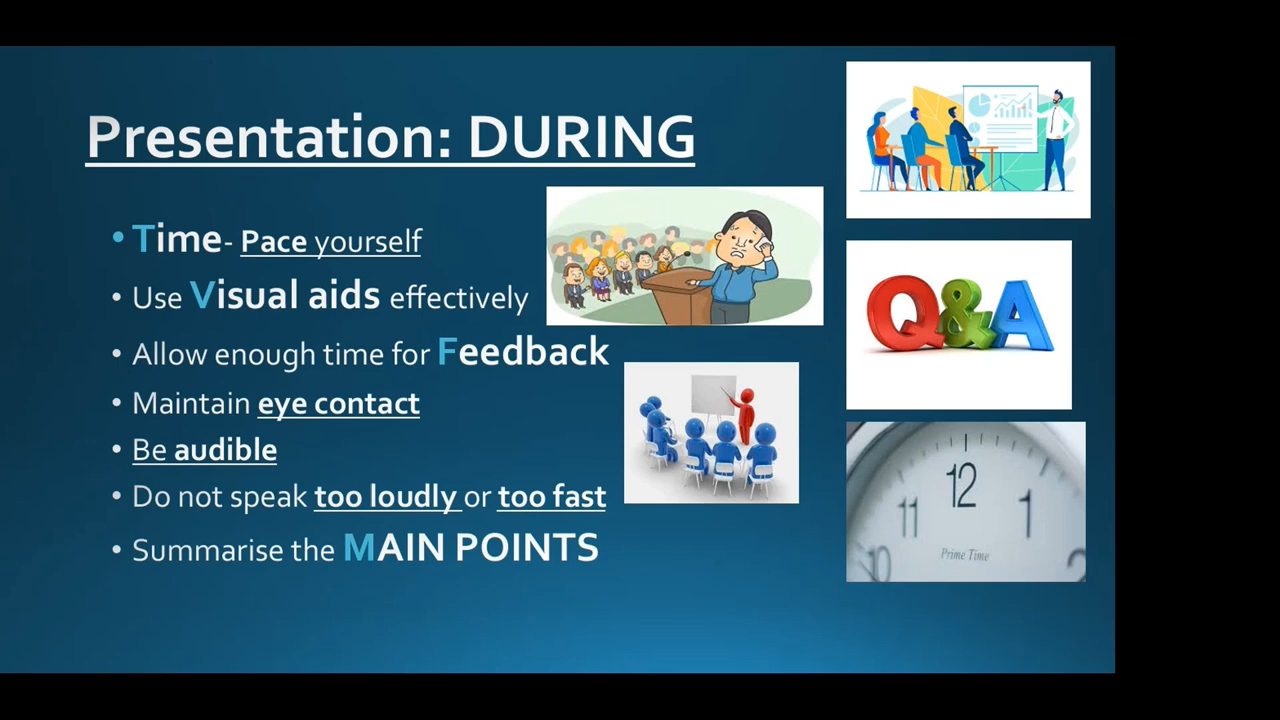 Presentation: DURING
• Time- Pace yourself
• Use Visual aids effectively
• Allow enough time for Feedback
• Maintain eye contact
• Be audible
• Do not speak too loudly or too fast
• Summarise the MAIN POINTS
Q&A
12
11
1
10
2
Prime Time